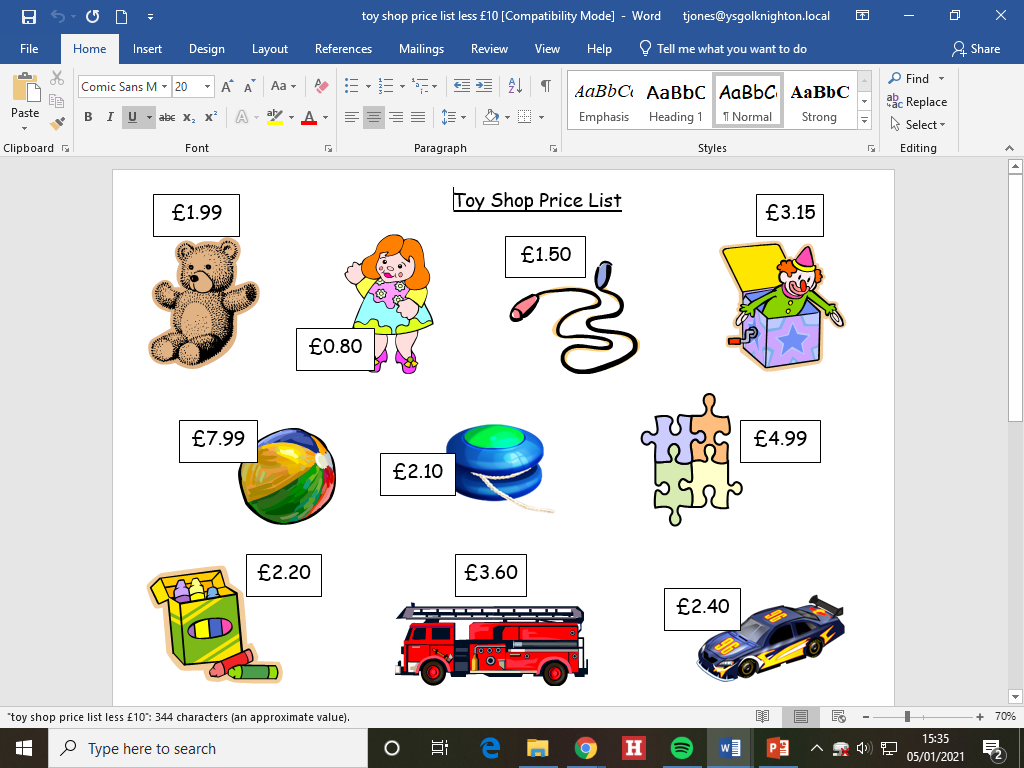 toy shop price list less £10 [Compatibility Mode] - Word
tjones@ysgolknighton.local
File Home Insert Design Layout References Mailings Review View Help Tell me what you want to do Share
Paste
Clipboard
Comic Sans M 20
Font
Paragraph
AaBbCc AaBbC AaBbCc AaBbC
Emphasis Heading 1 ¶ Normal Strong
Styles
Find
Replace
Select
Editing
Toy Shop Price List
£1.99
£3.15
£1.50
£0.80
£7.99
£2.10
£4.99
£2.20
£3.60
£2.40
"toy shop price list less £10": 344 characters (an approximate value).
70%
Type here to search
15:35
05/01/2021
2